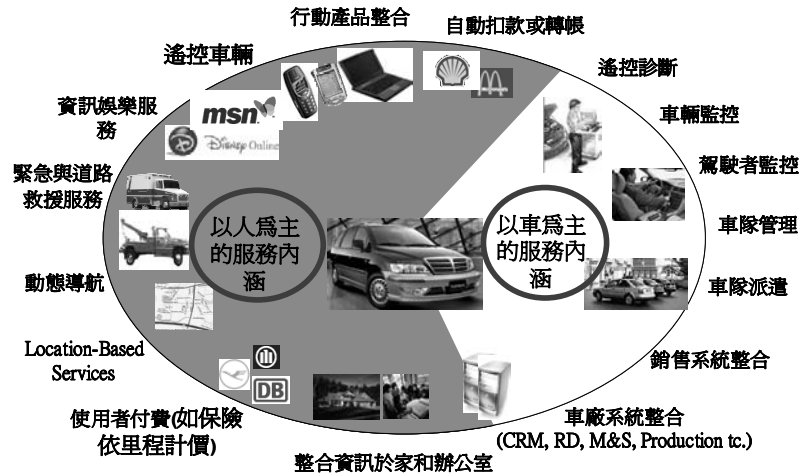 行動產品整合
自動扣款或轉帳
遙控車輛
遙控診斷
資訊娛樂服
務
msn
Disney Online
車輛監控
駕駛者監控
緊急與道路
救援服務
以人為主
的服務內
涵
以車為主
的服務內
涵
車隊管理
動態導航
車隊派遣
Location-Based
Services
DB
銷售系統整合
使用者付費(如保險
依里程計價)
車廠系統整合
(CRM, RD, M&S, Production tc.)
整合資訊於家和辦公室